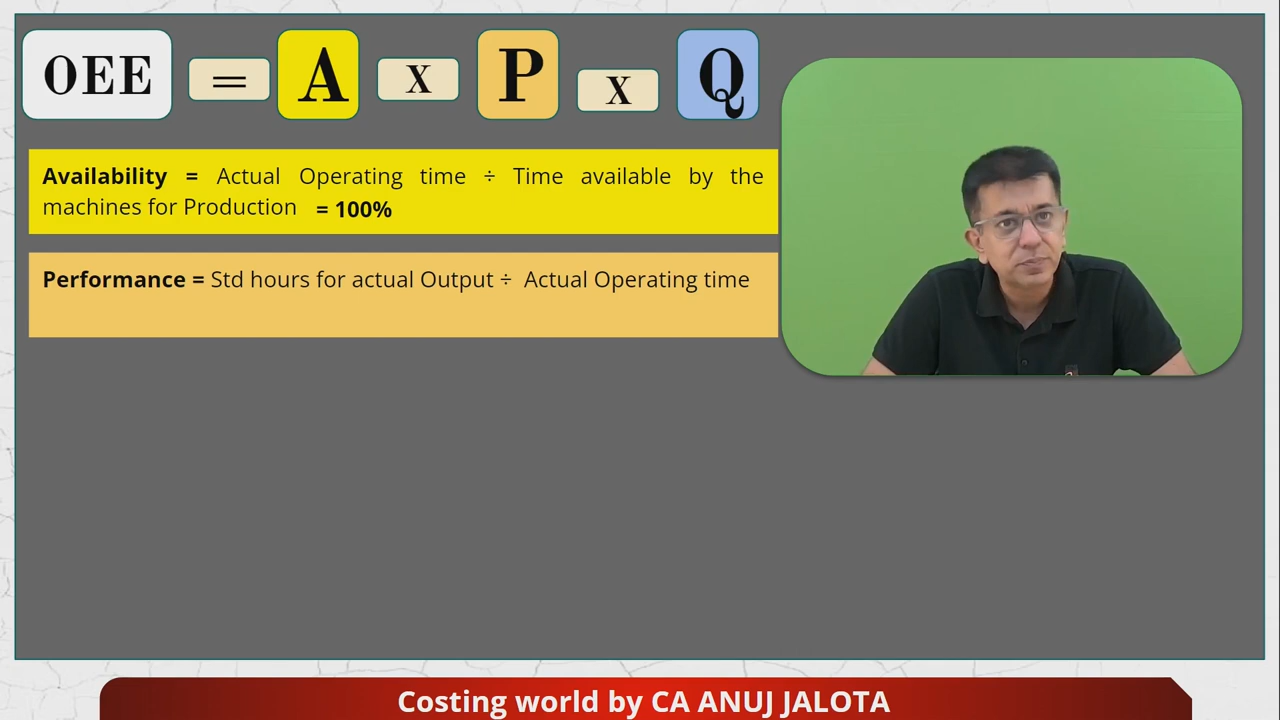 OEE = A X P X Q
Availability = Actual Operating time ÷ Time available by the
machines for Production = 100%
Performance = Std hours for actual Output ÷ Actual Operating time
Costing world by CA ANUJ JALOTA